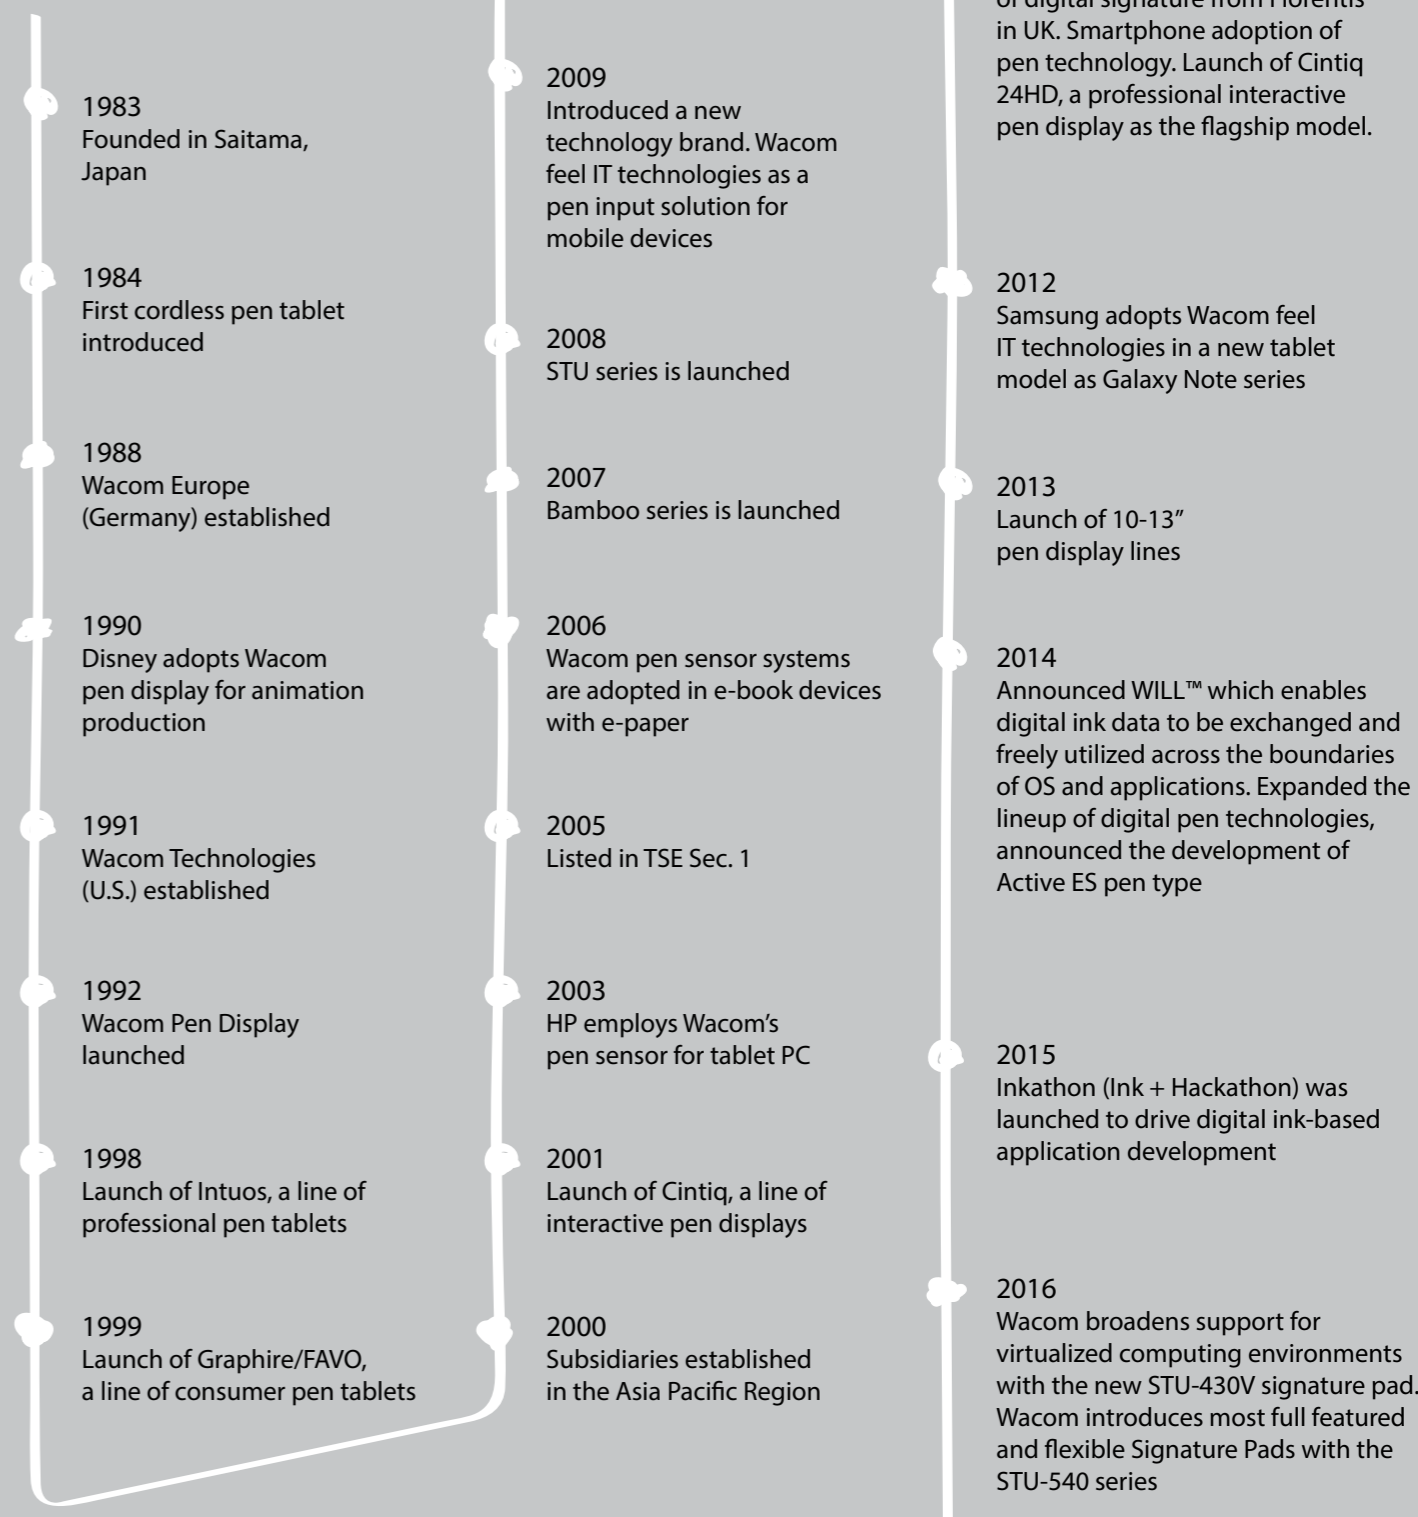 1983
Founded in Saitama,
Japan
1984
First cordless pen tablet
introduced
1988
Wacom Europe
(Germany) established
1990
Disney adopts Wacom
pen display for animation
production
1991
Wacom Technologies
(U.S.) established
1992
Wacom Pen Display
launched
1998
Launch of Intuos, a line of
professional pen tablets
1999
Launch of Graphire/FAVO,
a line of consumer pen tablets
2009
Introduced a new
technology brand. Wacom
feel IT technologies as a
pen input solution for
mobile devices
2008
STU series is launched
2007
Bamboo series is launched
2006
Wacom pen sensor systems
are adopted in e-book devices
with e-paper
2005
Listed in TSE Sec. 1
2003
HP employs Wacom’s
pen sensor for tablet PC
2001
Launch of Cintiq, a line of
interactive pen displays
2000
Subsidiaries established
in the Asia Pacific Region
of digital signature from Florentis
in UK. Smartphone adoption of
pen technology. Launch of Cintiq
24HD, a professional interactive
pen display as the flagship model.
2012
Samsung adopts Wacom feel
IT technologies in a new tablet
model as Galaxy Note series
2013
Launch of 10-13”
pen display lines
2014
Announced WILL™ which enables
digital ink data to be exchanged and
freely utilized across the boundaries
of OS and applications. Expanded the
lineup of digital pen technologies,
announced the development of
Active ES pen type
2015
Inkathon (Ink + Hackathon) was
launched to drive digital ink-based
application development
2016
Wacom broadens support for
virtualized computing environments
with the new STU-430V signature pad.
Wacom introduces most full featured
and flexible Signature Pads with the
STU-540 series